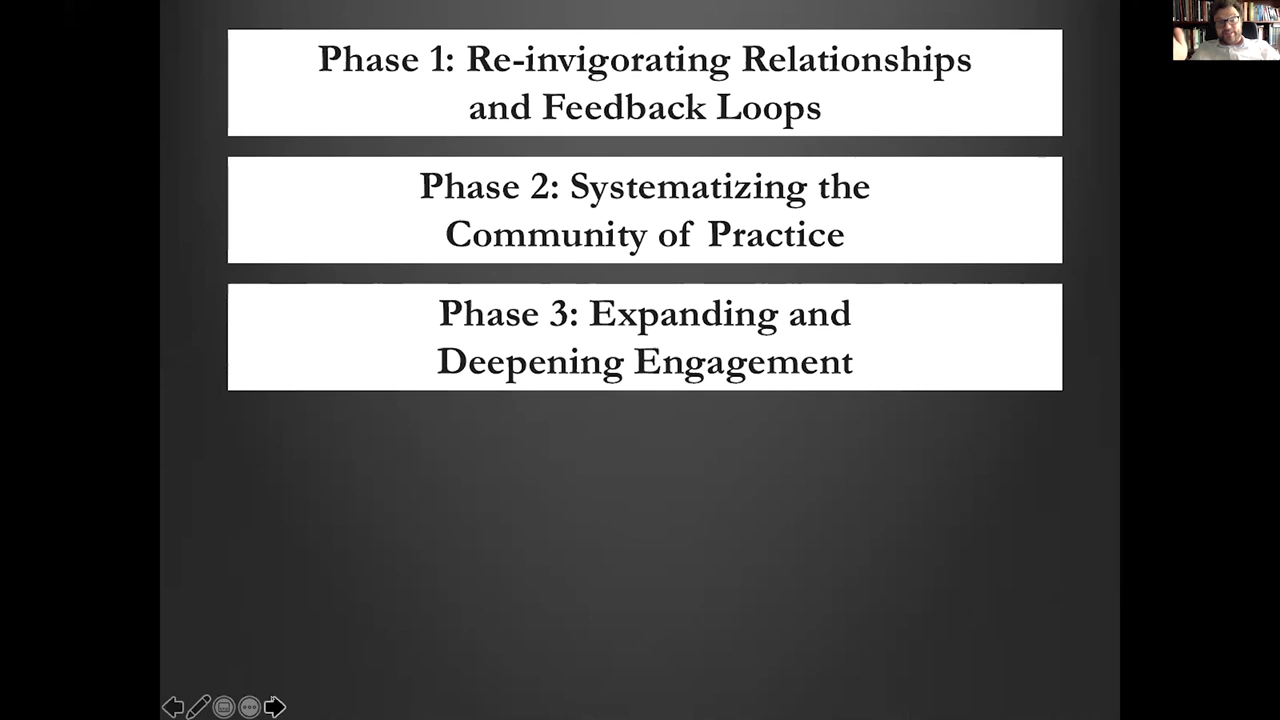 Phase 1: Re-invigorating Relationships
and Feedback Loops
Phase 2: Systematizing the
Community of Practice
Phase 3: Expanding and
Deepening Engagement